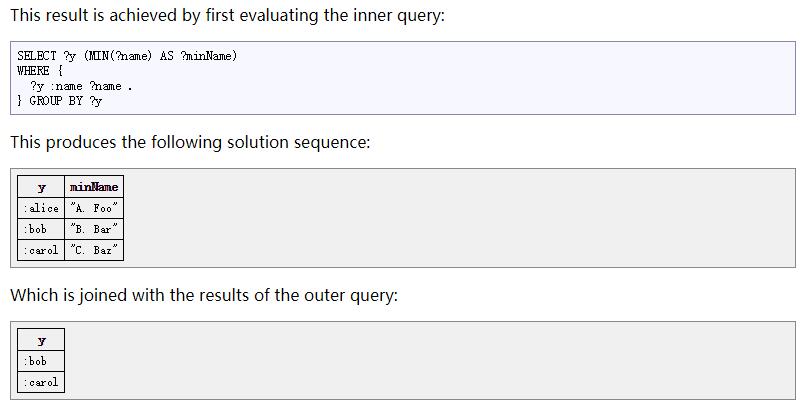 This result is achieved by first evaluating the inner query:
SELECT ?y (MIN(?name) AS ?minName)
WHERE {
?y :name ?name .
} GROUP BY ?y
This produces the following solution sequence:
y minName
:alice "A. Foo"
:bob "B. Bar"
:carol "C. Baz"
Which is joined with the results of the outer query:
y
:bob
:carol